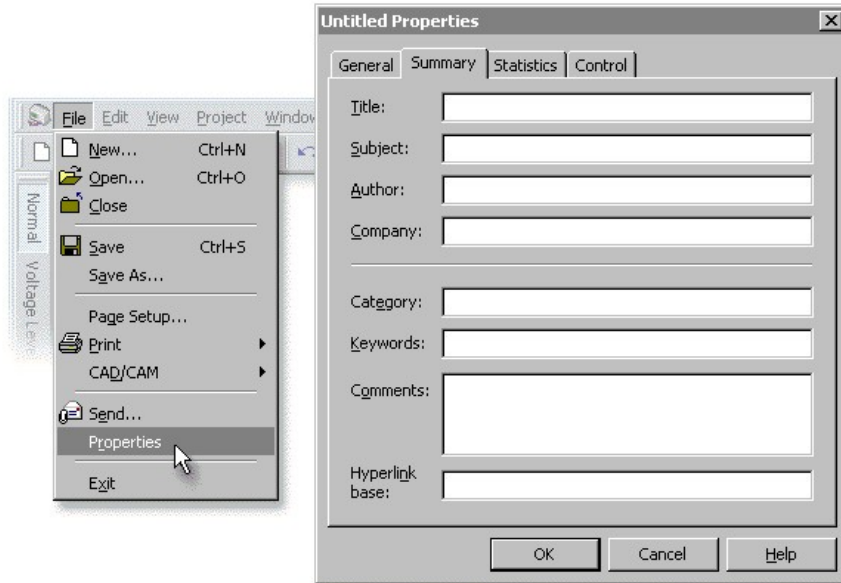 File Edit View Project Window
New... Ctrl+N
Open... Ctrl+O
Close
Save Ctrl+S
Save As...
Page Setup...
Print
CAD/CAM
Send...
Properties
Exit
Normal
Voltage Leve
Untitled Properties
General Summary Statistics Control
Title:
Subject:
Author:
Company:
Category:
Keywords:
Comments:
Hyperlink
base:
OK Cancel Help